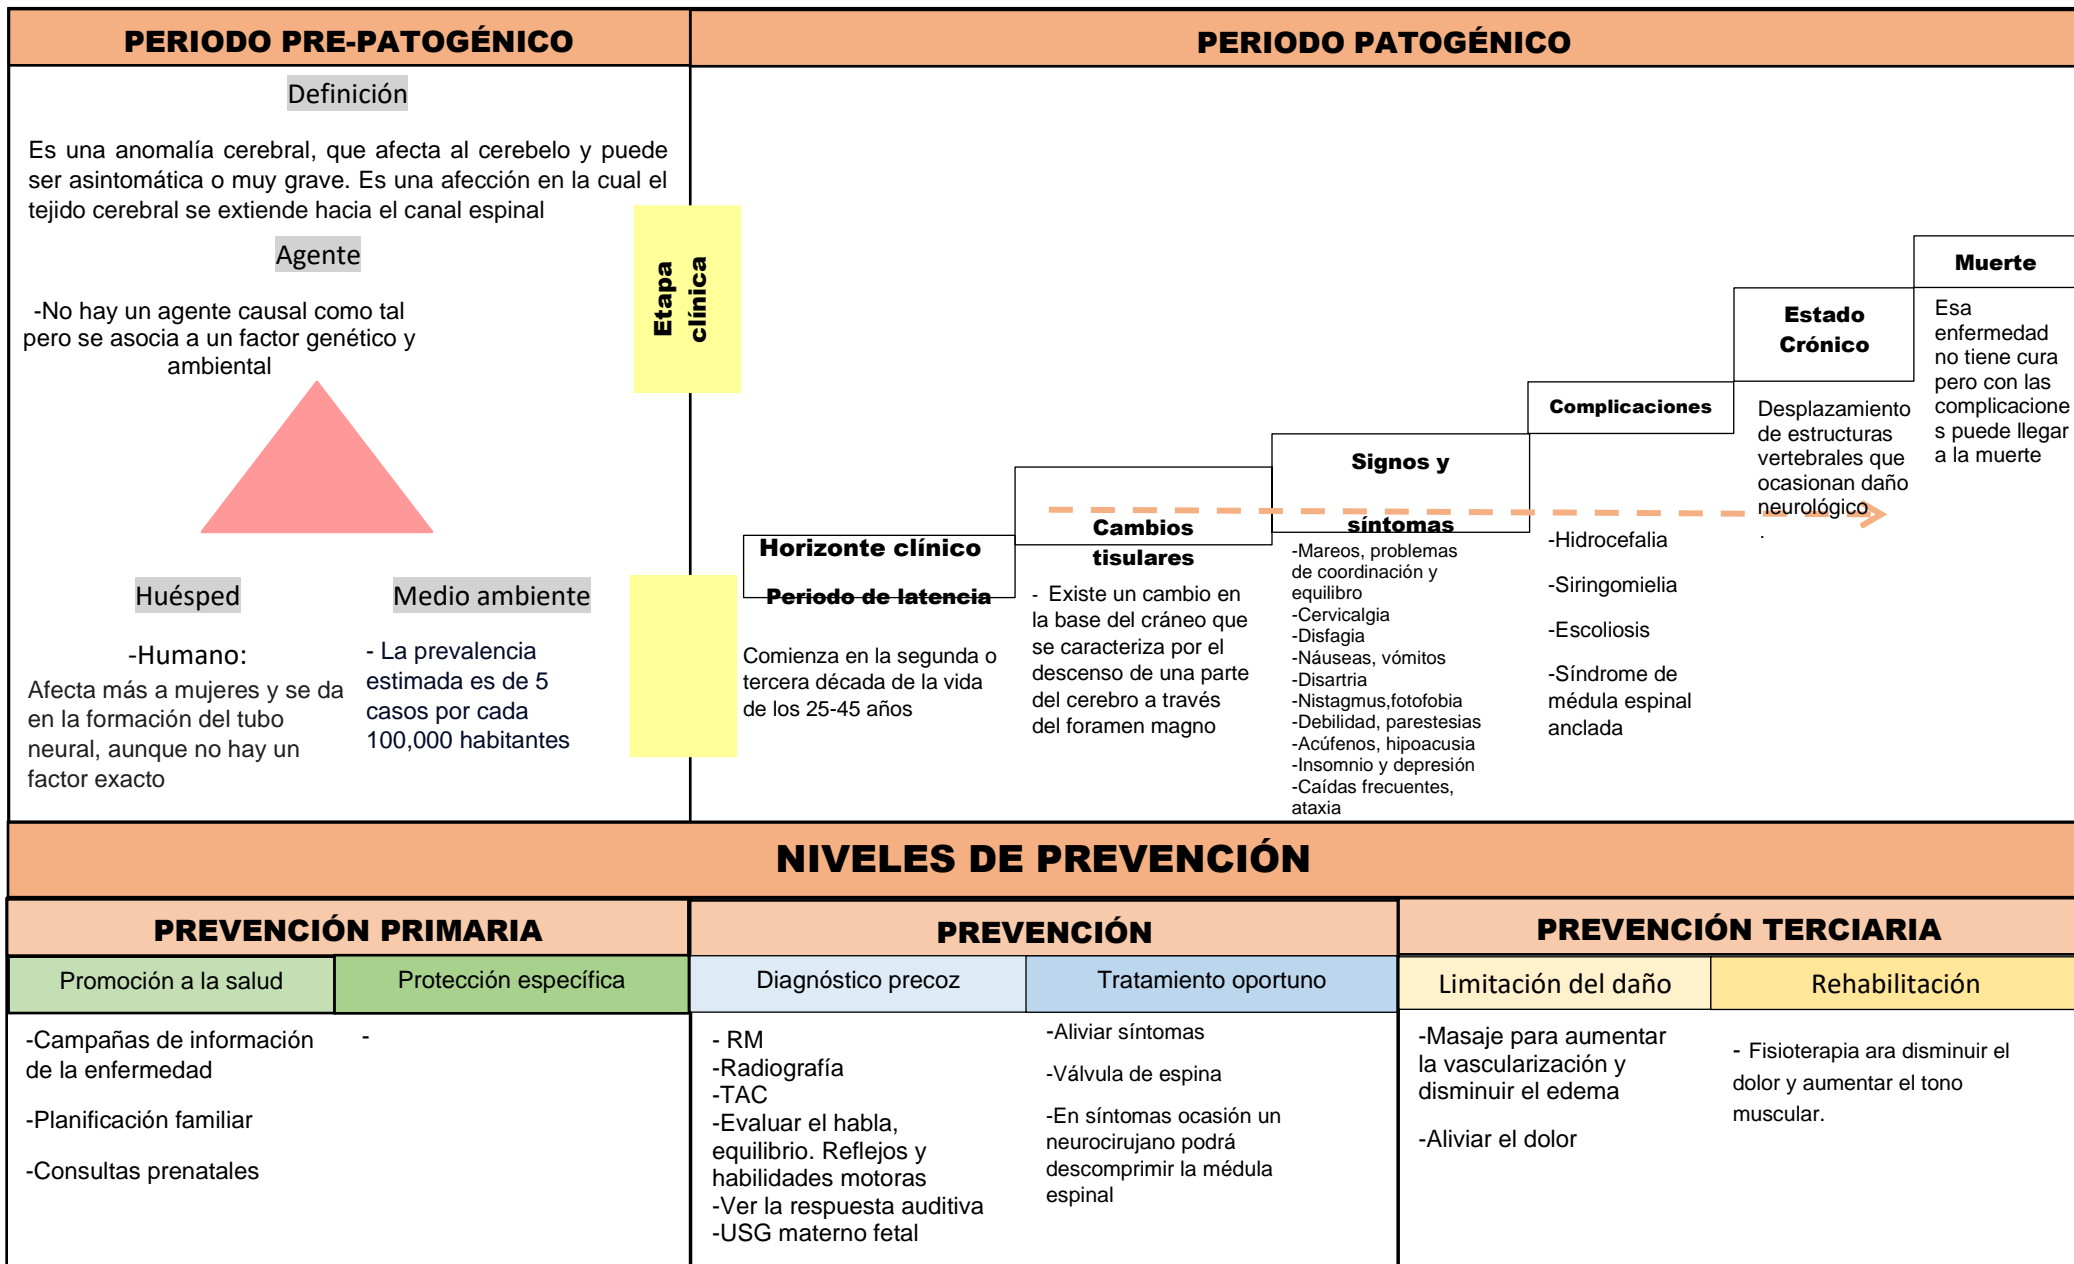 PERIODO PRE-PATOGÉNICO
PERIODO PATOGÉNICO
Definición
Es una anomalía cerebral, que afecta al cerebelo y puede
ser asintomática o muy grave. Es una afección en la cual el
tejido cerebral se extiende hacia el canal espinal
Agente
-No hay un agente causal como tal
pero se asocia a un factor genético y
ambiental
Huésped
-Humano:
Afecta más a mujeres y se da
en la formación del tubo
neural, aunque no hay un
factor exacto
Medio ambiente
- La prevalencia
estimada es de 5
casos por cada
100,000 habitantes
Etapa
clínica
Horizonte clínico
Periodo de latencia
Comienza en la segunda o
tercera década de la vida
de los 25-45 años
Cambios
tisulares
- Existe un cambio en
la base del cráneo que
se caracteriza por el
descenso de una parte
del cerebro a través
del foramen magno
Signos y
síntomas
-Mareos, problemas
de coordinación y
equilibro
-Cervicalgia
-Disfagia
-Náuseas, vómitos
-Disartria
-Nistagmus,fotofobia
-Debilidad, parestesias
-Acúfenos, hipoacusia
-Insomnio y depresión
-Caídas frecuentes,
ataxia
Complicaciones
-Hidrocefalia
-Siringomielia
-Escoliosis
-Síndrome de
médula espinal
anclada
Estado
Crónico
Desplazamiento
de estructuras
vertebrales que
ocasionan daño
neurológico
.
Muerte
Esa
enfermedad
no tiene cura
pero con las
complicacione
s puede llegar
a la muerte
NIVELES DE PREVENCIÓN
PREVENCIÓN PRIMARIA
PREVENCIÓN
PREVENCIÓN TERCIARIA
Promoción a la salud
Protección específica
Diagnóstico precoz
Tratamiento oportuno
Limitación del daño
Rehabilitación
-Campañas de información
de la enfermedad
-Planificación familiar
-Consultas prenatales
-
- RM
-Radiografía
-TAC
-Evaluar el habla,
equilibrio. Reflejos y
habilidades motoras
-Ver la respuesta auditiva
-USG materno fetal
-Aliviar síntomas
-Válvula de espina
-En síntomas ocasión un
neurocirujano podrá
descomprimir la médula
espinal
-Masaje para aumentar
la vascularización y
disminuir el edema
-Aliviar el dolor
- Fisioterapia ara disminuir el
dolor y aumentar el tono
muscular.